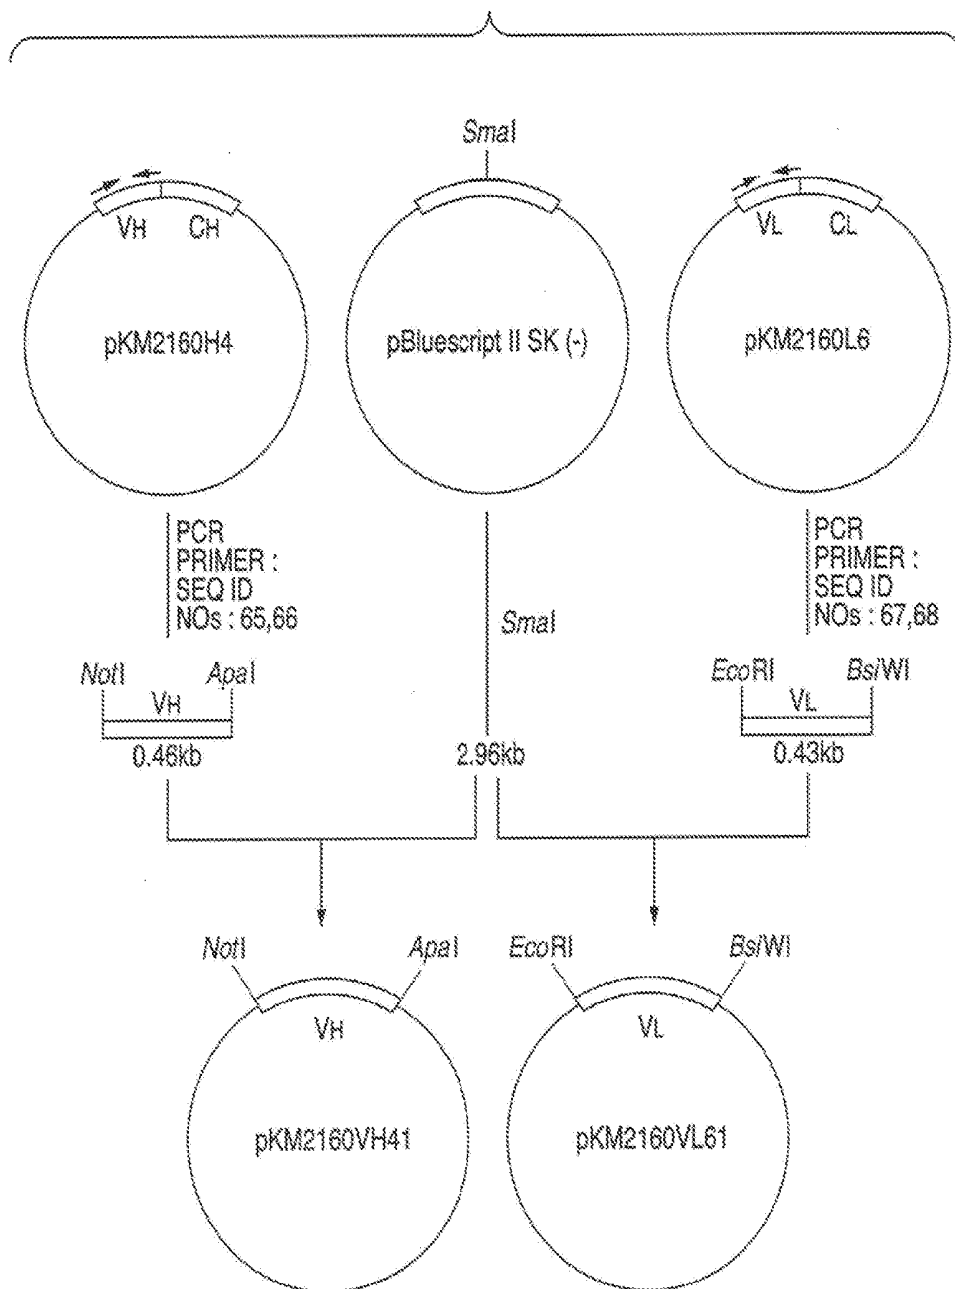 SmaI
VH CH
pKM2160H4
pBluescript II SK (-)
VL CL
pKM2160L6
PCR
PRIMER :
SEQ ID
NOs : 65,66
SmaI
PCR
PRIMER :
SEQ ID
NOs : 67,68
NotI ApaI
VH
0.46kb
2.96kb
EcoRI BsiWI
VL
0.43kb
NotI ApaI
VH
pKM2160VH41
EcoRI BsiWI
VL
pKM2160VL61